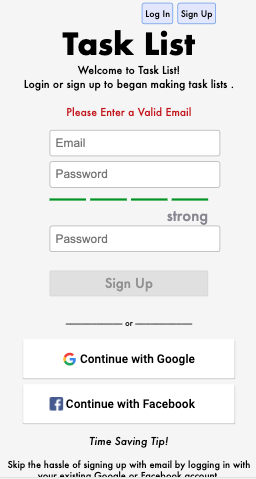 Log In Sign Up
Task List
Welcome to Task List!
Login or sign up to began making task lists .
Please Enter a Valid Email
Email
Password
strong
Password
Sign Up
or
Continue with Google
Continue with Facebook
Time Saving Tip!
Skip the hassle of signing up with email by logging in with
your existing Google or Facebook account